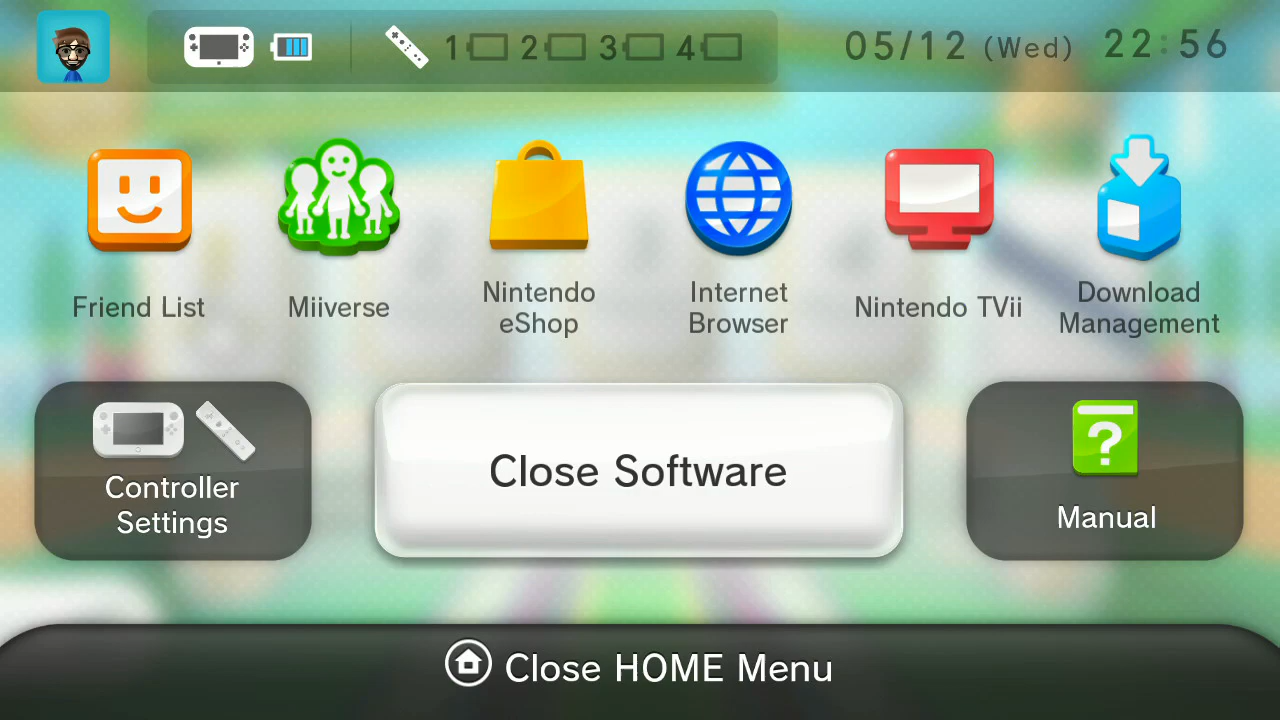 1 2 3 4 05/12 (Wed) 22:56
Friend List
Miiverse
Nintendo
eShop
Internet
Browser
Nintendo TVii
Download
Management
Controller
Settings
Close Software
?
Manual
Close HOME Menu